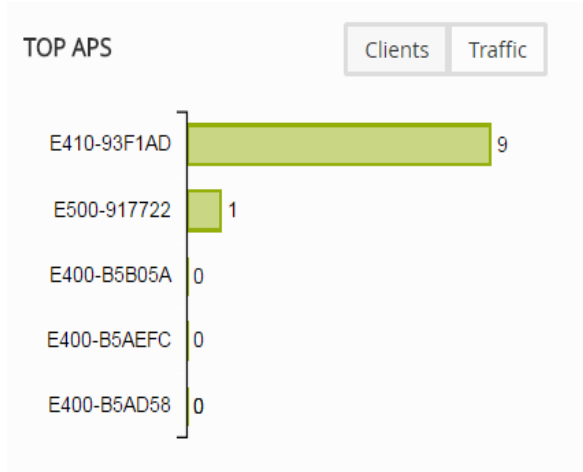 TOP APS Clients Traffic
E410-93F1AD 9
E500-917722 1
E400-B5B05A 0
E400-B5AEFC 0
E400-B5AD58 0